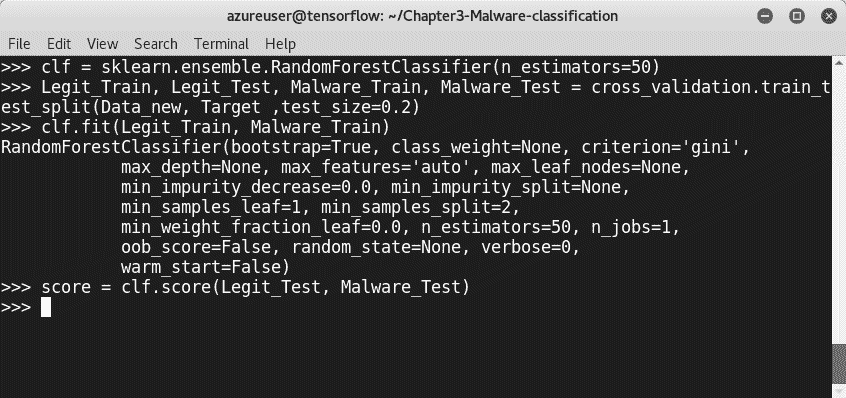 azureuser@tensorflow: ~/Chapter3-Malware-classification
File Edit View Search Terminal Help
>>> clf = sklearn.ensemble.RandomForestClassifier(n_estimators=50)
>>> Legit_Train, Legit_Test, Malware_Train, Malware_Test = cross_validation.train_t
est_split(Data_new, Target ,test_size=0.2)
>>> clf.fit(Legit_Train, Malware_Train)
RandomForestClassifier(bootstrap=True, class_weight=None, criterion='gini',
            max_depth=None, max_features='auto', max_leaf_nodes=None,
            min_impurity_decrease=0.0, min_impurity_split=None,
            min_samples_leaf=1, min_samples_split=2,
            min_weight_fraction_leaf=0.0, n_estimators=50, n_jobs=1,
            oob_score=False, random_state=None, verbose=0,
            warm_start=False)
>>> score = clf.score(Legit_Test, Malware_Test)
>>>